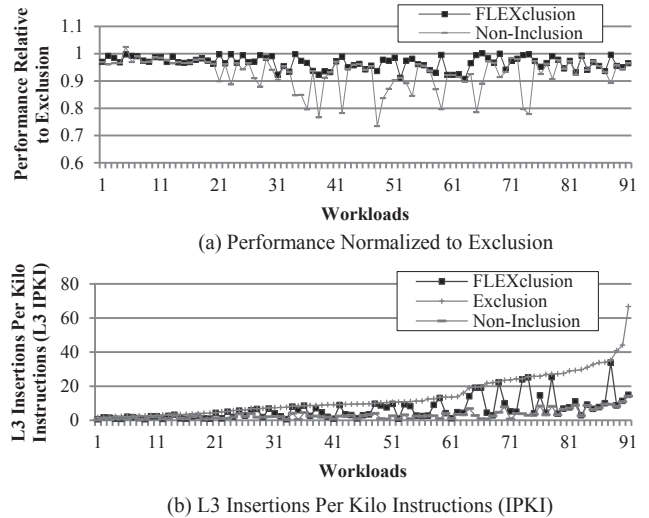 FLEXclusion
Non-Inclusion
Performance Relative
to Exclusion
1.1
1
0.9
0.8
0.7
0.6
1 11 21 31 41 51 61 71 81 91
Workloads
(a) Performance Normalized to Exclusion
FLEXclusion
Exclusion
Non-Inclusion
L3 Insertions Per Kilo
Instructions (L3 IPKI)
80
60
40
20
0
1 11 21 31 41 51 61 71 81 91
Workloads
(b) L3 Insertions Per Kilo Instructions (IPKI)